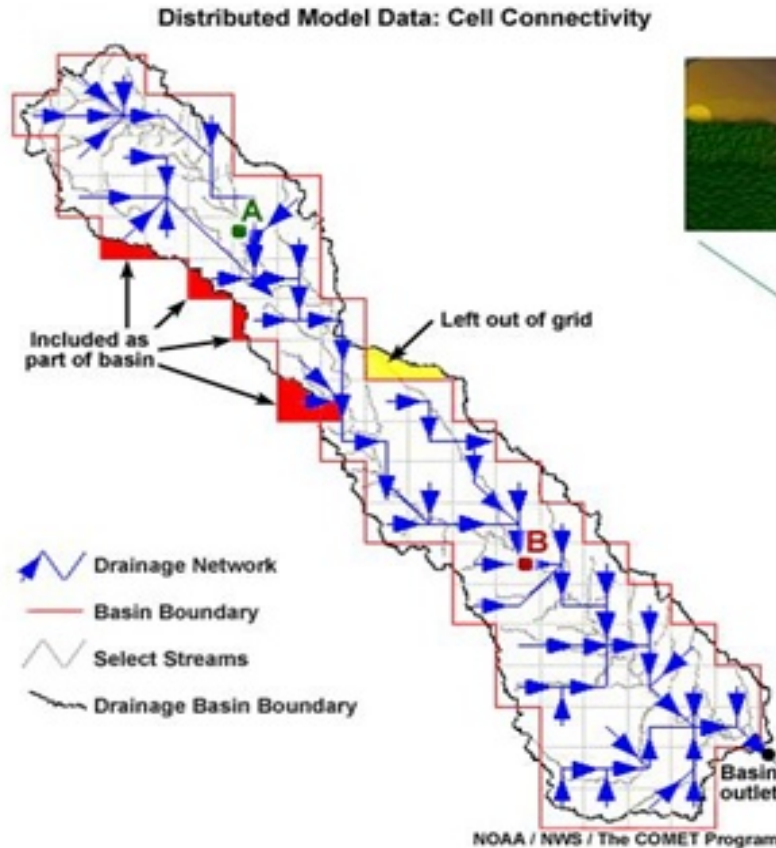 Distributed Model Data: Cell Connectivity
A
Included as
part of basin
Left out of grid
B
Drainage Network
Basin Boundary
Select Streams
Drainage Basin Boundary
Basin
outlet
NOAA / NWS / The COMET Program